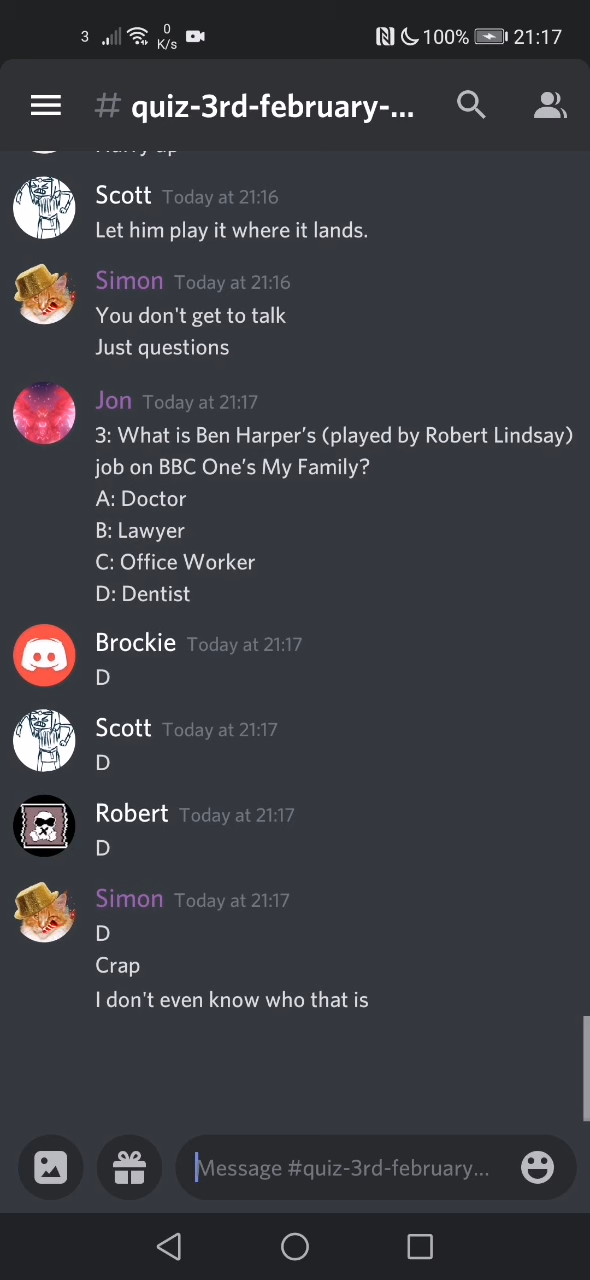 3
0
K/s
100%
21:17
# quiz-3rd-february-...
Hurry up
Scott Today at 21:16
Let him play it where it lands.
Simon Today at 21:16
You don't get to talk
Just questions
Jon Today at 21:17
3: What is Ben Harper’s (played by Robert Lindsay)
job on BBC One’s My Family?
A: Doctor
B: Lawyer
C: Office Worker
D: Dentist
Brockie Today at 21:17
D
Scott Today at 21:17
D
Robert Today at 21:17
D
Simon Today at 21:17
D
Crap
I don't even know who that is
Message #quiz-3rd-february...